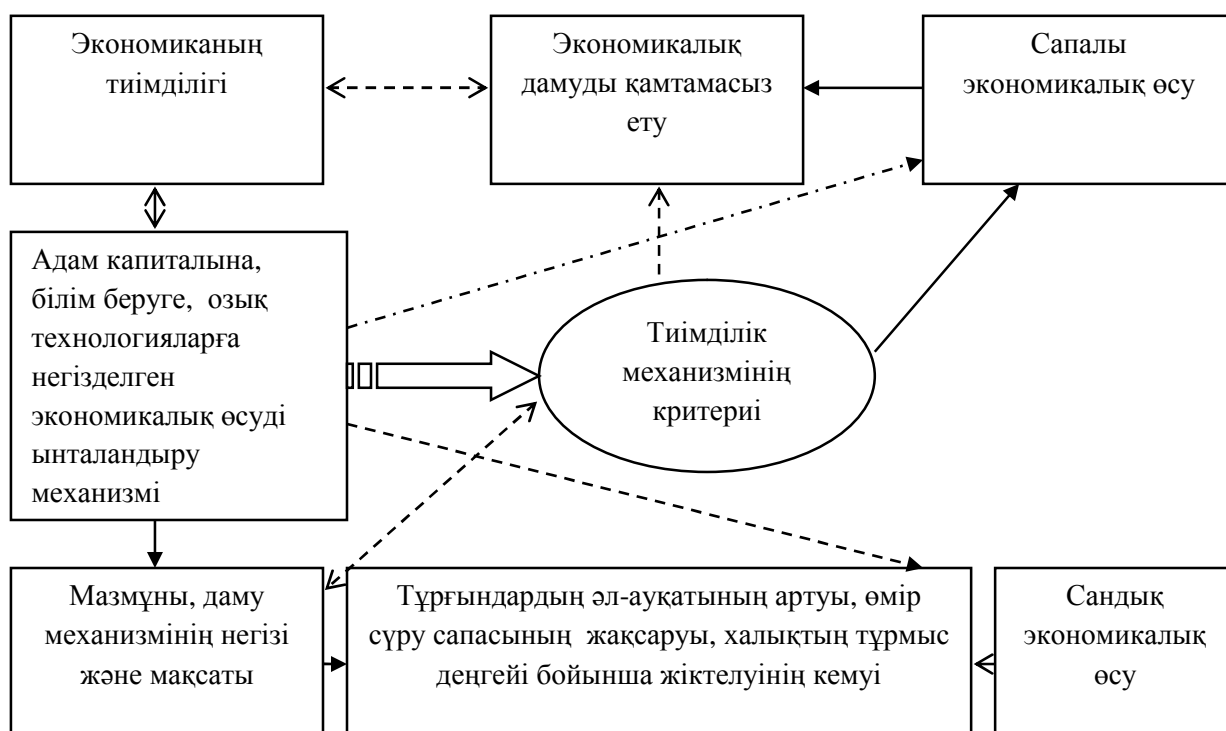 Экономиканың
тиімділігі
Экономикалық
дамуды қамтамасыз
ету
Сапалы
экономикалық өсу
Адам капиталына,
білім беруге, озық
технологияларға
негізделген
экономикалық өсуді
ынталандыру
механизмі
Тиімділік
механизмінің
критериі
Мазмұны, даму
механизмінің негізі
және мақсаты
Тұрғындардың әл-ауқатының артуы, өмір
сүру сапасының жақсаруы, халықтың тұрмыс
деңгейі бойынша жіктелуінің кемуі
Сандық
экономикалық
өсу